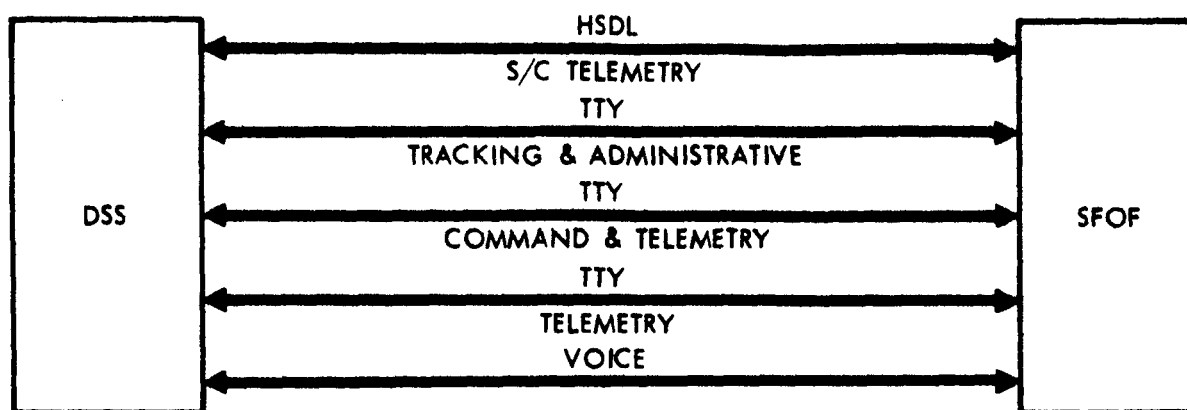 HSDL
S/C TELEMETRY
TTY
TRACKING & ADMINISTRATIVE
TTY
DSS
SFOF
COMMAND & TELEMETRY
TTY
TELEMETRY
VOICE